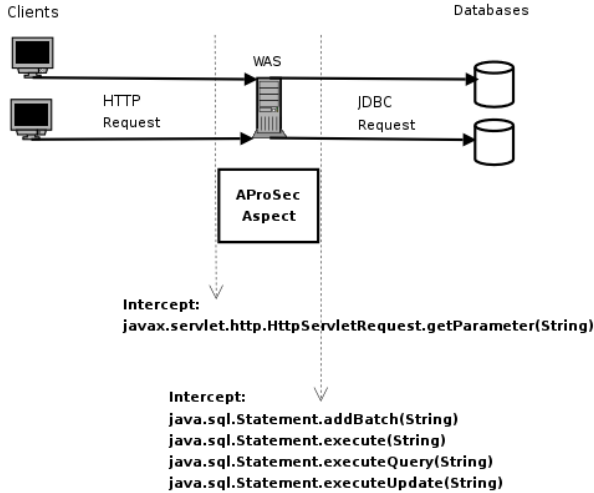 Clients
Databases
WAS
HTTP
Request
JDBC
Request
AProSec
Aspect
Intercept:
javax.servlet.http.HttpServletRequest.getParameter(String)
Intercept:
java.sql.Statement.addBatch(String)
java.sql.Statement.execute(String)
java.sql.Statement.executeQuery(String)
java.sql.Statement.executeUpdate(String)